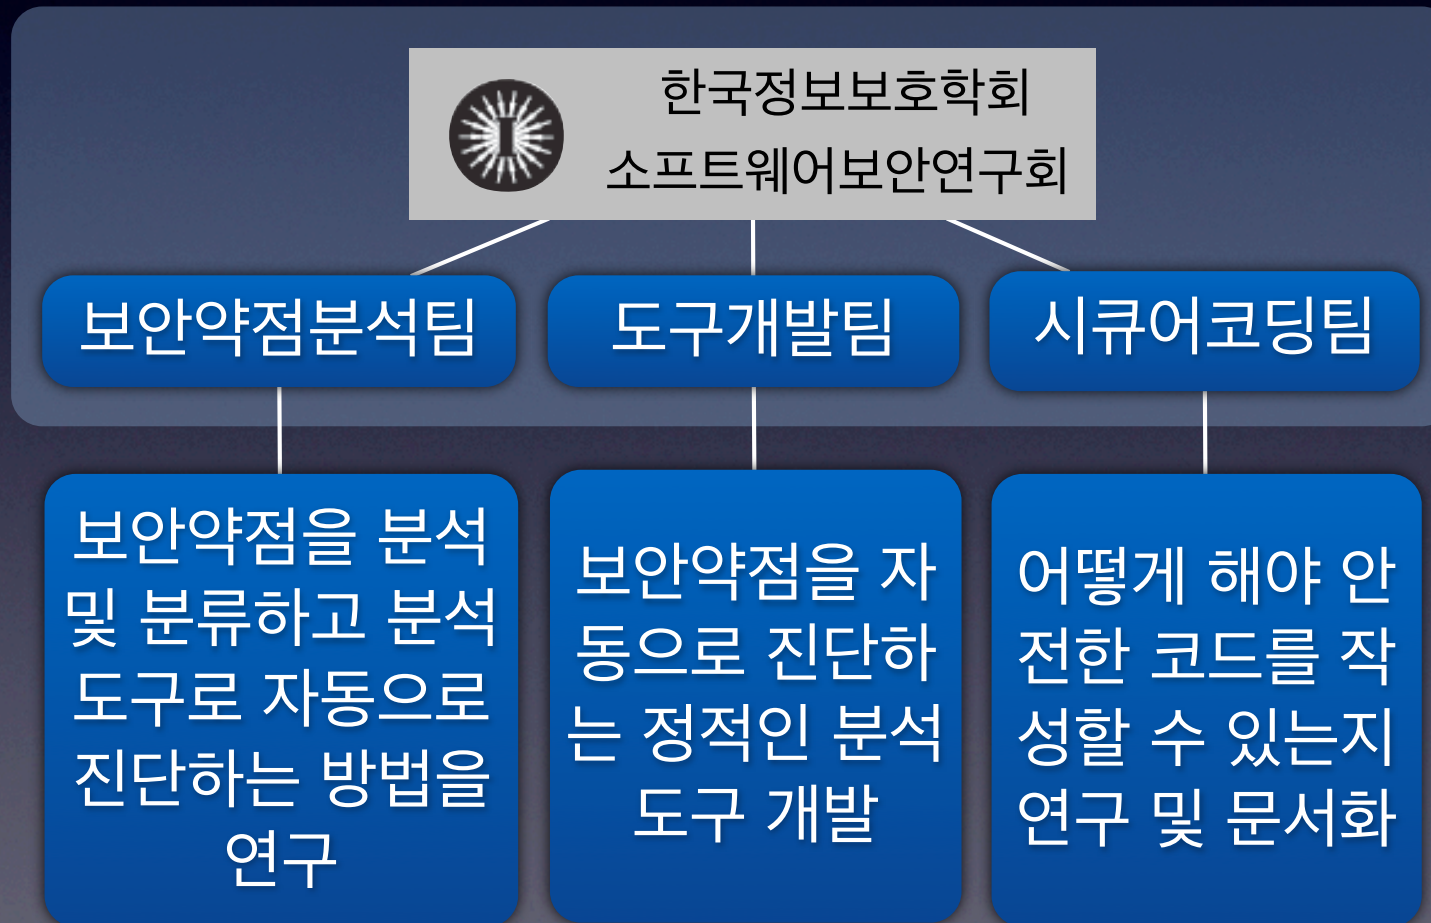 한국정보보호학회
소프트웨어보안연구회
보안약점분석팀
도구개발팀
시큐어코딩팀
보안약점을 분석
및 분류하고 분석
도구로 자동으로
진단하는 방법을
연구
보안약점을 자
동으로 진단하
는 정적인 분석
도구 개발
어떻게 해야 안
전한 코드를 작
성할 수 있는지
연구 및 문서화